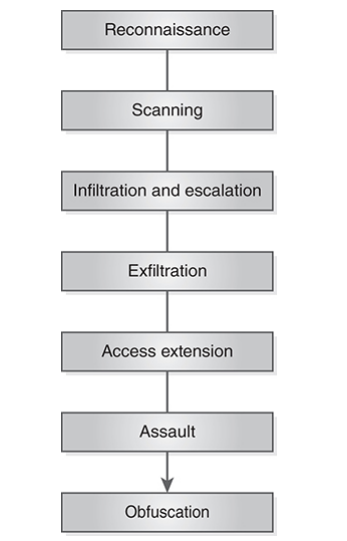 Reconnaissance
Scanning
Infiltration and escalation
Exfiltration
Access extension
Assault
Obfuscation